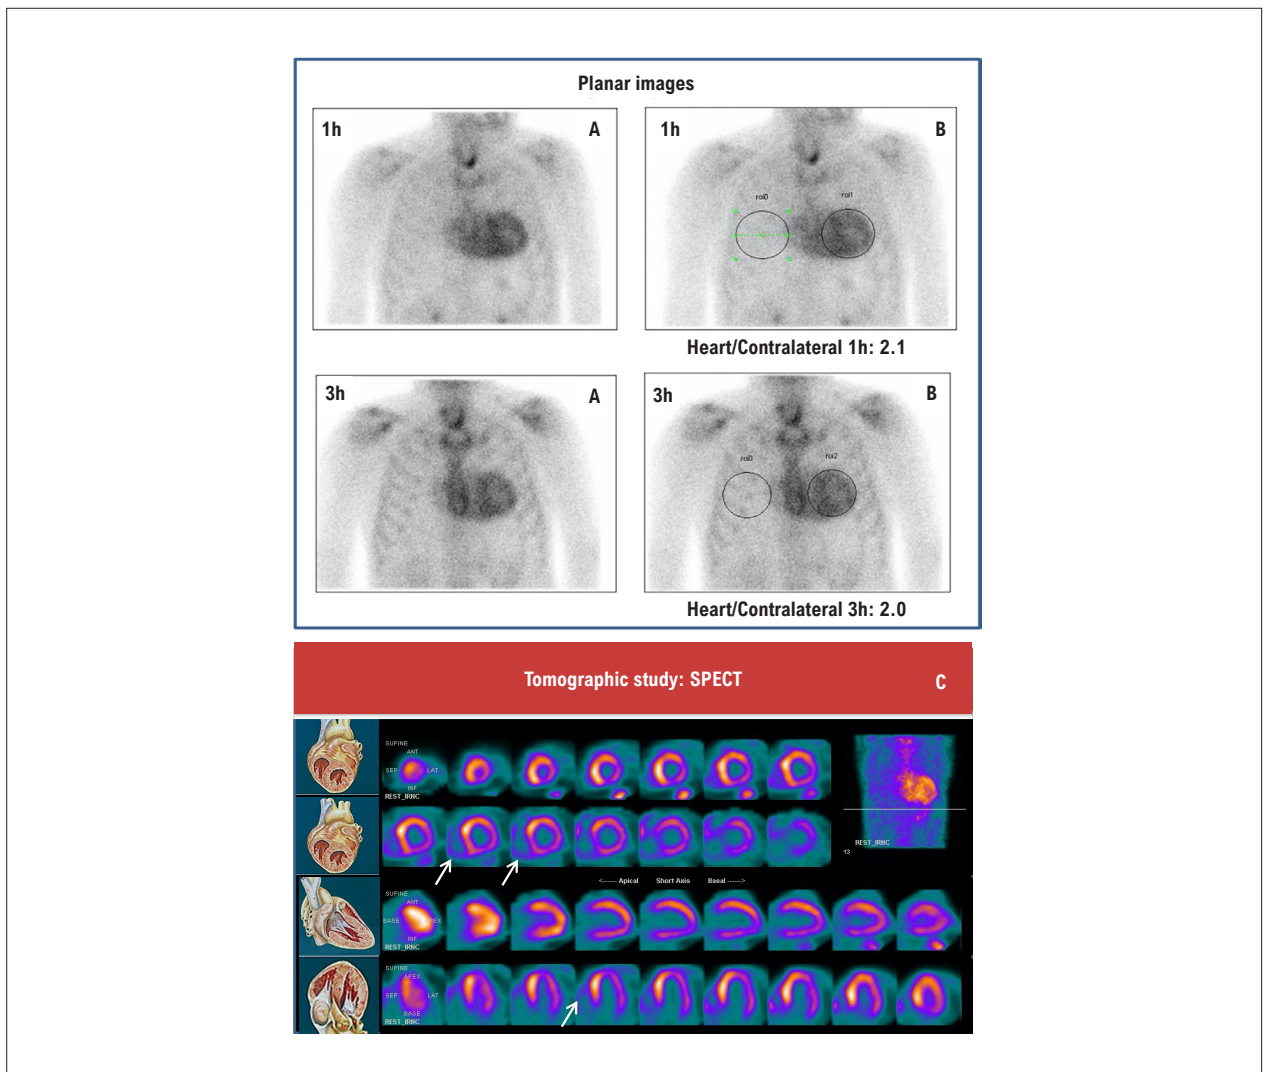 Planar images
1h
A
1h
B
roi0
roi1
Heart/Contralateral 1h: 2.1
3h
A
3h
B
roi0
roi2
Heart/Contralateral 3h: 2.0
Tomographic study: SPECT
C
SUPINE
ANT
SEP
LAT
INF
REST_IRNC
REST_IRNC
13
<------ Apical Short Axis Basal ------>
SUPINE
ANT
BASE
INF
REST_IRNC
SUPINE
APEX
SEP
LAT
BASE
REST_IRNC